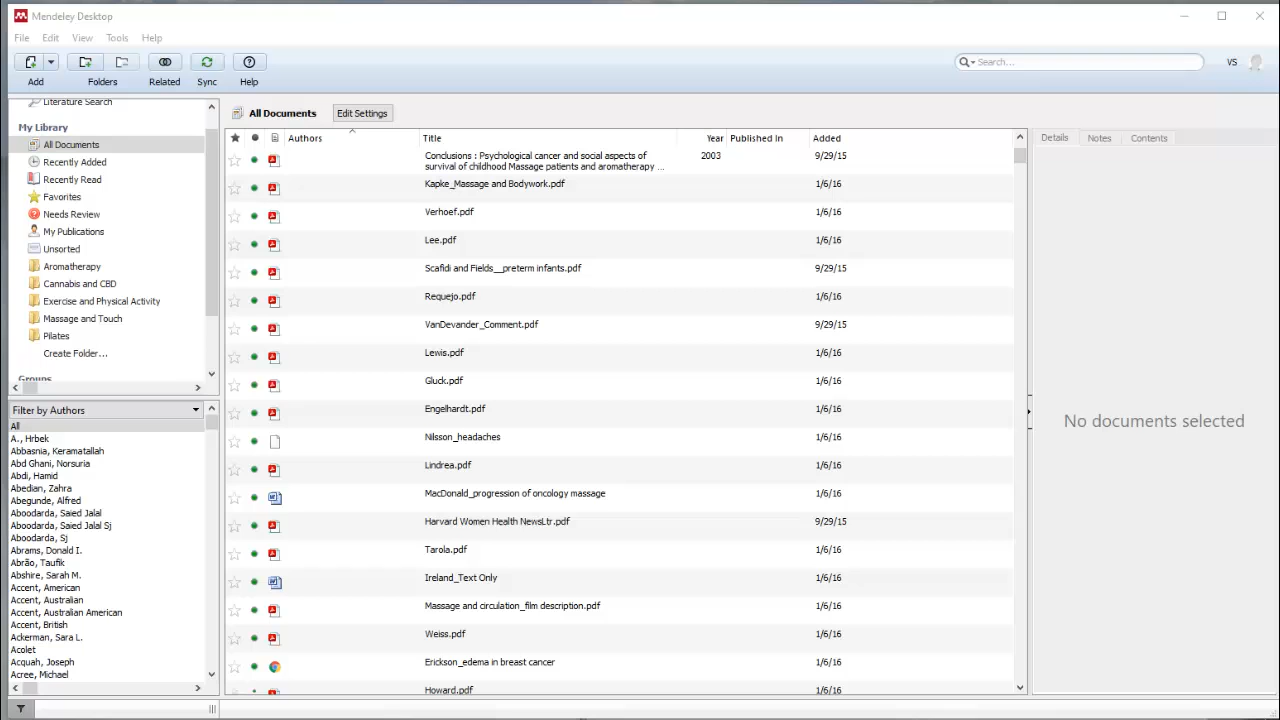 Mendeley Desktop
File Edit View Tools Help
Search...
VS
Add Folders Related Sync Help
Literature Search
My Library
All Documents
Recently Added
Recently Read
Favorites
Needs Review
My Publications
Unsorted
Aromatherapy
Cannabis and CBD
Exercise and Physical Activity
Massage and Touch
Pilates
Create Folder...
Groups
Filter by Authors
All
A., Hrbek
Abbasnia, Keramatallah
Abd Ghani, Norsuria
Abdi, Hamid
Abedian, Zahra
Abegunde, Alfred
Aboodarda, Saied Jalal
Aboodarda, Saied Jalal Sj
Aboodarda, Sj
Abrams, Donald I.
Abrão, Taufik
Abshire, Sarah M.
Accent, American
Accent, Australian
Accent, Australian American
Accent, British
Ackerman, Sara L.
Acolet
Acquah, Joseph
Acree, Michael
All Documents Edit Settings
Authors Title Year Published In Added
Conclusions : Psychological cancer and social aspects of 2003 9/29/15
survival of childhood Massage patients and aromatherapy ...
Kapke_Massage and Bodywork.pdf 1/6/16
Verhoef.pdf 1/6/16
Lee.pdf 1/6/16
Scafidi and Fields__preterm infants.pdf 9/29/15
Requejo.pdf 1/6/16
VanDevander_Comment.pdf 9/29/15
Lewis.pdf 1/6/16
Gluck.pdf 1/6/16
Engelhardt.pdf 1/6/16
Nilsson_headaches 1/6/16
Lindrea.pdf 1/6/16
MacDonald_progression of oncology massage 1/6/16
Harvard Women Health NewsLtr.pdf 9/29/15
Tarola.pdf 1/6/16
Ireland_Text Only 1/6/16
Massage and circulation_film description.pdf 1/6/16
Weiss.pdf 1/6/16
Erickson_edema in breast cancer 1/6/16
Howard.pdf 1/6/16
Details Notes Contents
No documents selected